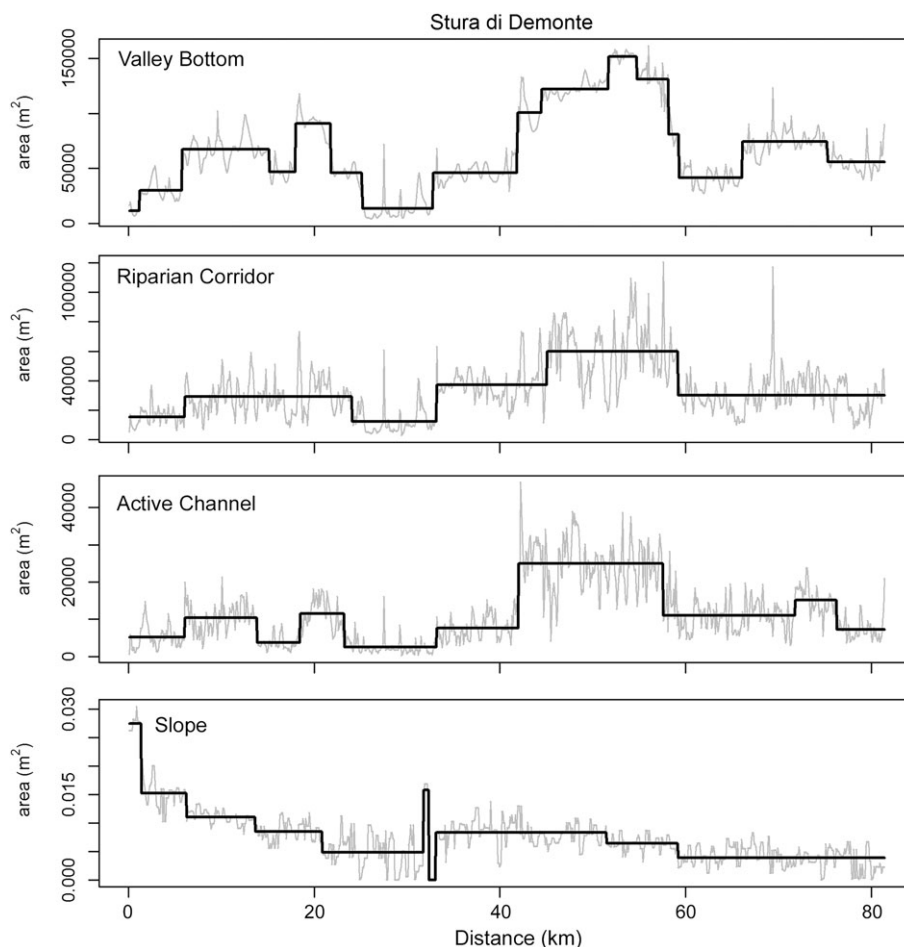 Stura di Demonte
Valley Bottom
area (m²)
0 50000 150000
Riparian Corridor
area (m²)
0 40000 100000
Active Channel
area (m²)
0 20000 40000
Slope
area (m²)
0.000 0.015 0.030
0 20 40 60 80
Distance (km)